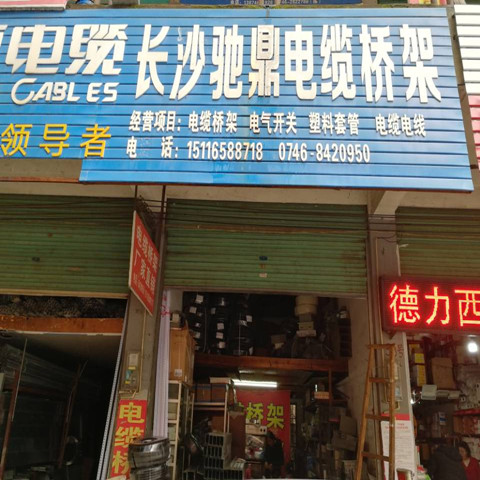 电缆
CABLES
领导者
长沙驰鼎电缆桥架
经营项目：电缆桥架 电气开关 塑料套管 电缆电线
电 话：15116588718 0746-8420950
德力西
桥架
电缆桥